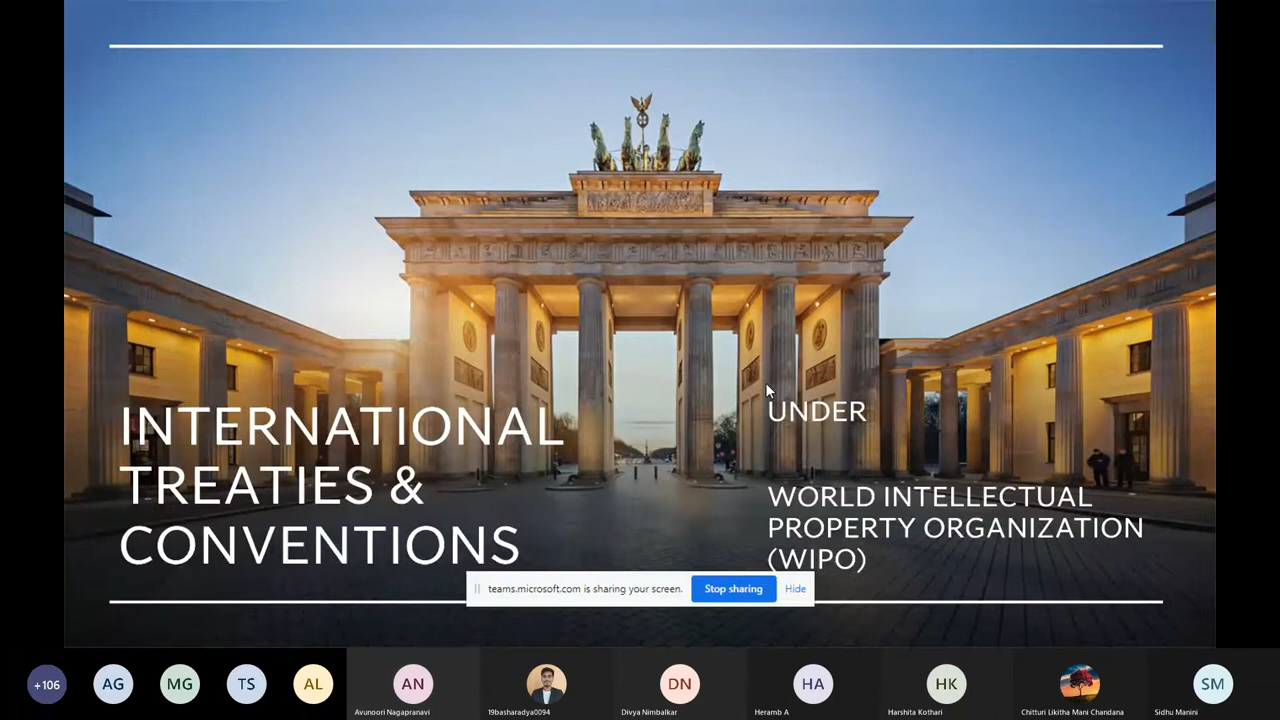 INTERNATIONAL
TREATIES &
CONVENTIONS
UNDER
WORLD INTELLECTUAL
PROPERTY ORGANIZATION
(WIPO)
teams.microsoft.com is sharing your screen.
Stop sharing
Hide
+106
AG
MG
TS
AL
AN
DN
HA
HK
SM
Avunoori Nagapranavi
19basharadya0094
Divya Nimbalkar
Heramb A
Harshita Kothari
Chitturi Likitha Mani Chandana
Sidhu Manini